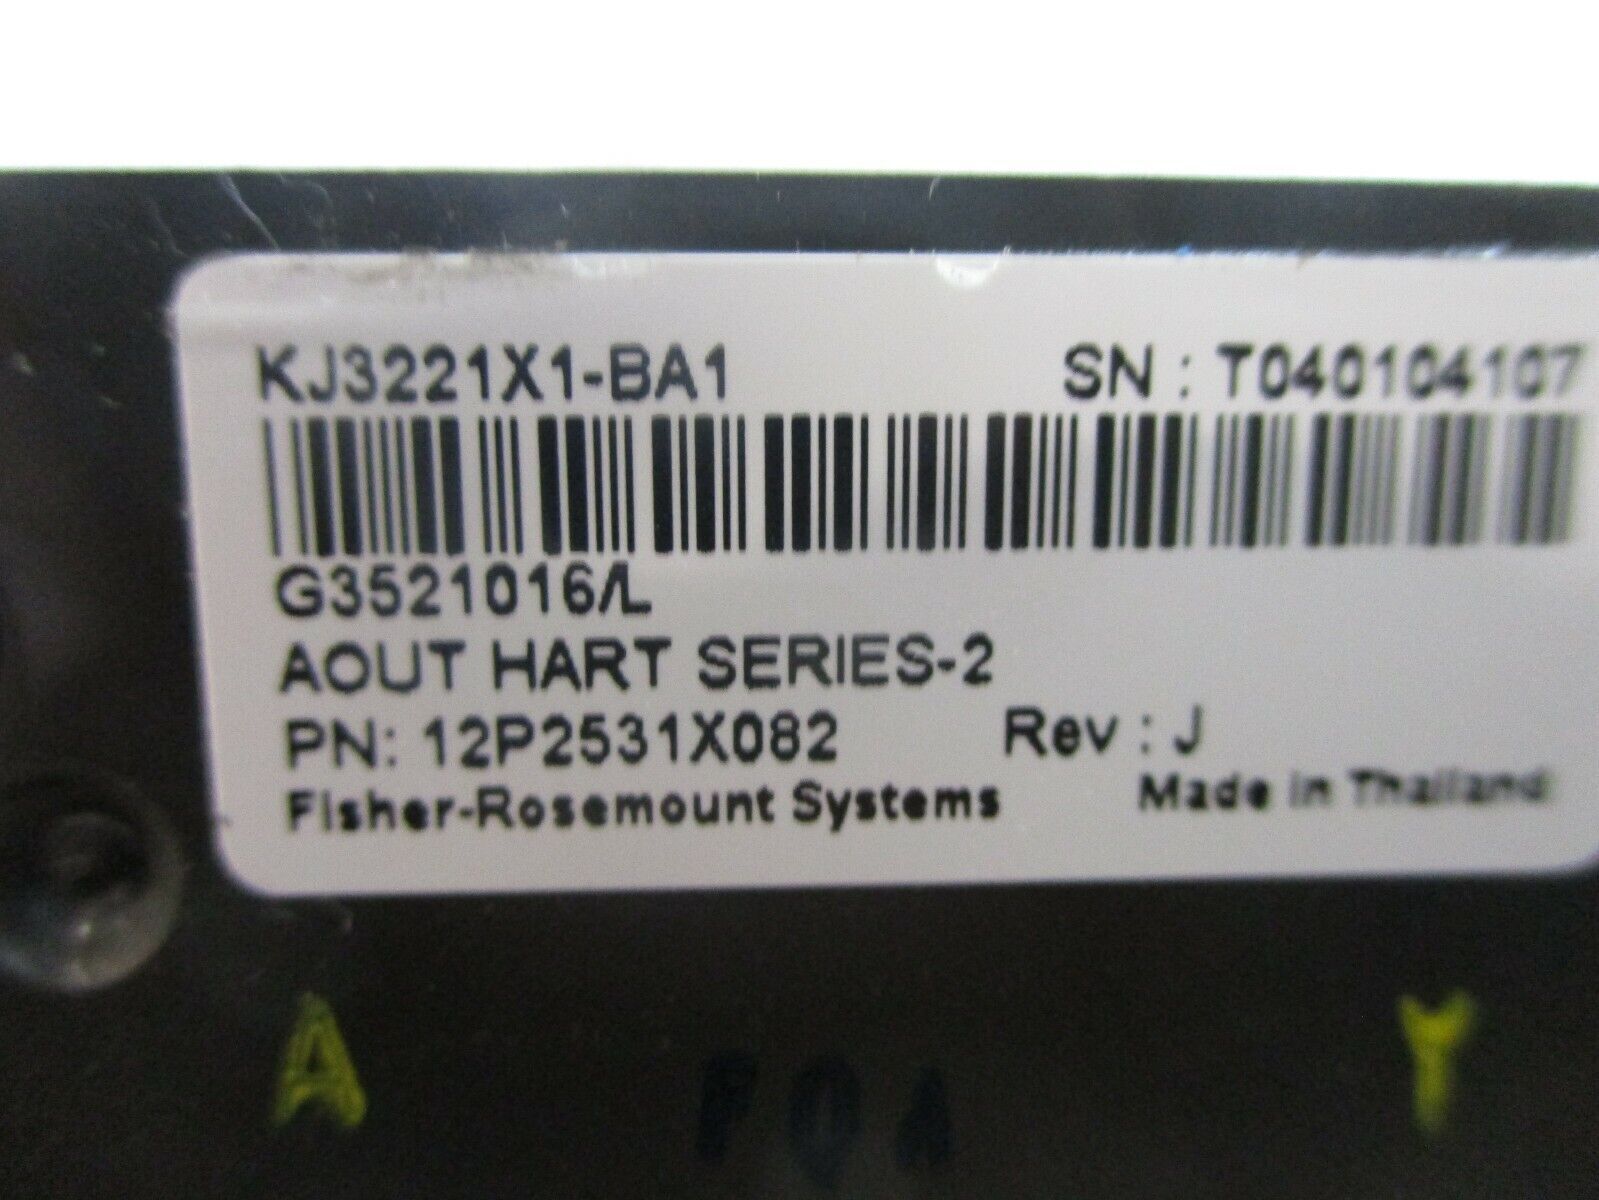 KJ3221X1-BA1 SN : T040104107
G3521016/L
AOUT HART SERIES-2
PN: 12P2531X082 Rev : J
Fisher-Rosemount Systems Made in Thailand
A Y